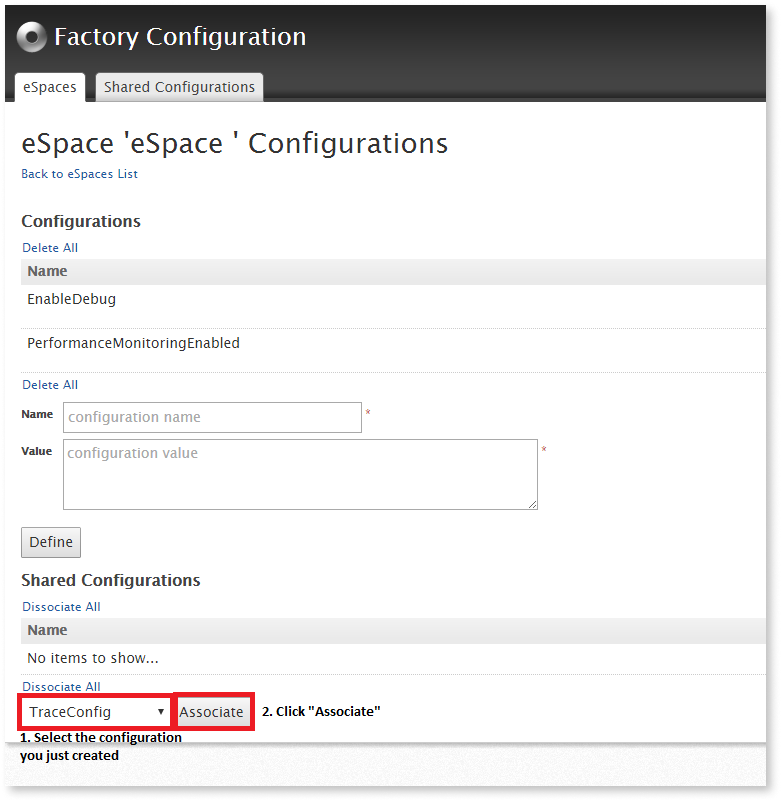 Factory Configuration
eSpaces
Shared Configurations
eSpace 'eSpace ' Configurations
Back to eSpaces List
Configurations
Delete All
Name
EnableDebug
PerformanceMonitoringEnabled
Delete All
Name configuration name *
Value configuration value *
Define
Shared Configurations
Dissociate All
Name
No items to show...
Dissociate All
TraceConfig Associate 2. Click "Associate"
1. Select the configuration
you just created